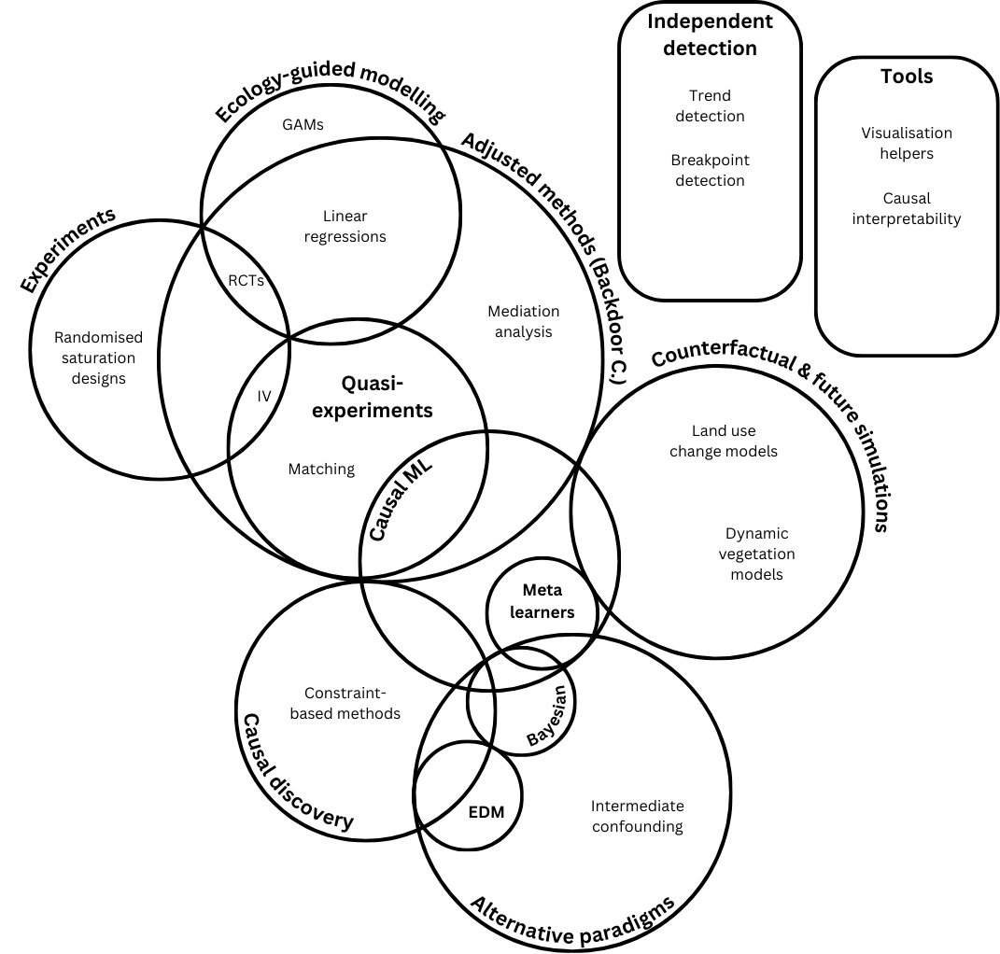 Independent
detection
Trend
detection
Breakpoint
detection
Tools
Visualisation
helpers
Causal
interpretability
Ecology-guided modelling
GAMs
Adjusted methods (Backdoor C.)
Linear
regressions
Experiments
RCTs
Randomised
saturation
designs
Mediation
analysis
IV
Quasi-
experiments
Matching
Causal ML
Counterfactual & future simulations
Land use
change models
Dynamic
vegetation
models
Meta
learners
Constraint-
based methods
Causal discovery
Bayesian
EDM
Intermediate
confounding
Alternative paradigms